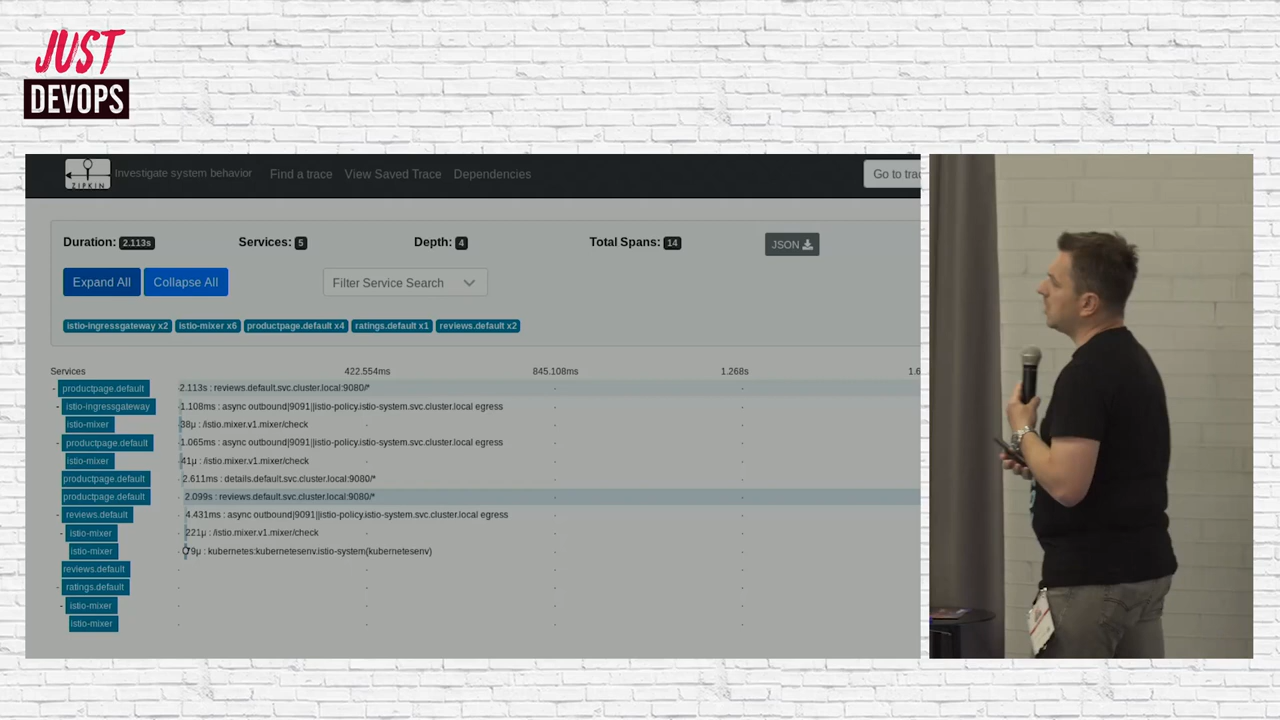 JUST
DEVOPS
ZIPKIN Investigate system behavior Find a trace View Saved Trace Dependencies Go to
Duration: 2.113s Services: 5 Depth: 4 Total Spans: 14 JSON
Expand All Collapse All Filter Service Search
istio-ingressgateway x2 istio-mixer x6 productpage.default x4 ratings.default x1 reviews.default x2
Services 422.554ms 845.108ms 1.268s
- productpage.default 2.113s : reviews.default.svc.cluster.local:9080/*
- istio-ingressgateway 1.108ms : async outbound|9091||istio-policy.istio-system.svc.cluster.local egress
istio-mixer 38μ : /istio.mixer.v1.mixer/check
- productpage.default 1.065ms : async outbound|9091||istio-policy.istio-system.svc.cluster.local egress
istio-mixer 41μ : /istio.mixer.v1.mixer/check
productpage.default 2.611ms : details.default.svc.cluster.local:9080/*
productpage.default 2.099s : reviews.default.svc.cluster.local:9080/*
- reviews.default 4.431ms : async outbound|9091||istio-policy.istio-system.svc.cluster.local egress
- istio-mixer 221μ : /istio.mixer.v1.mixer/check
istio-mixer : kubernetes:kubernetesenv.istio-system(kubernetesenv)
reviews.default
- ratings.default
- istio-mixer
istio-mixer